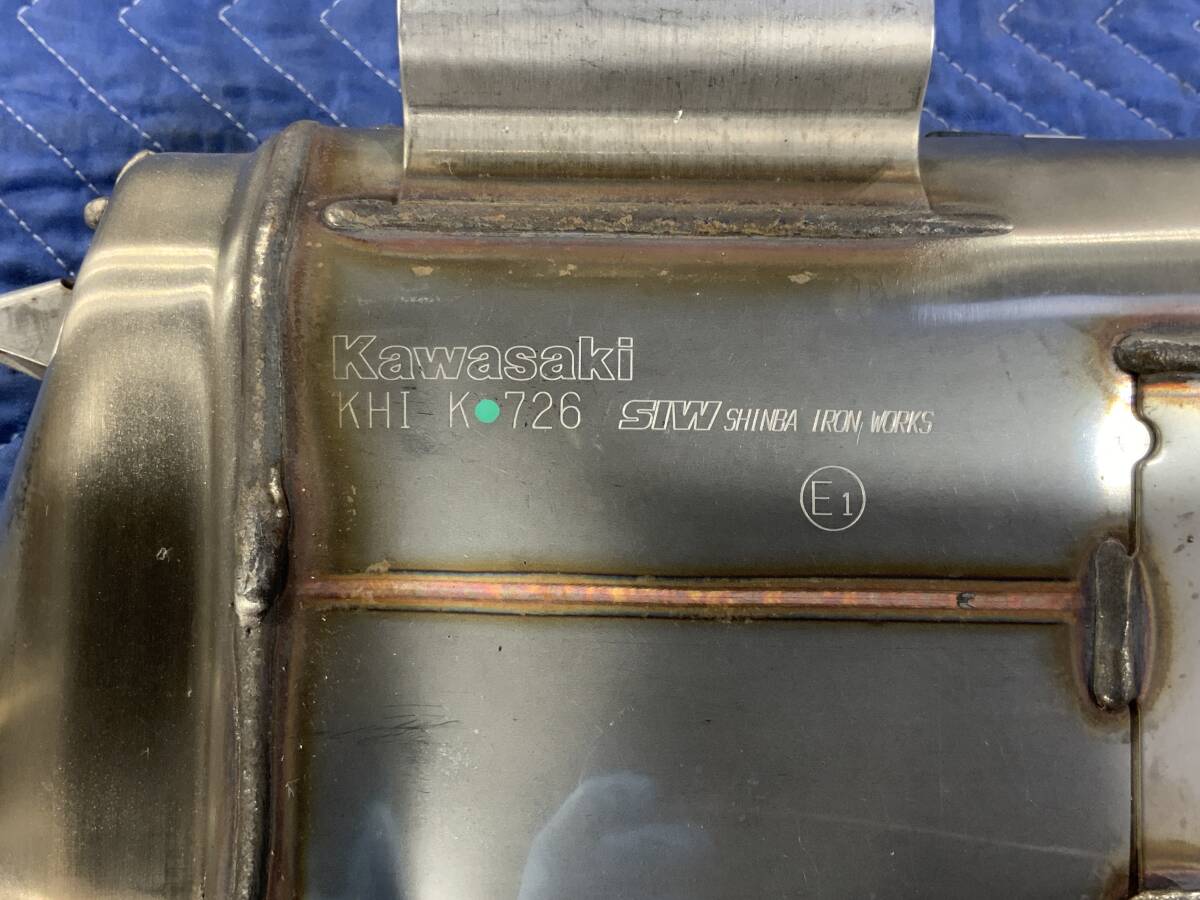 Kawasaki
KHI K 726 SIW SHINBA IRON WORKS
E1